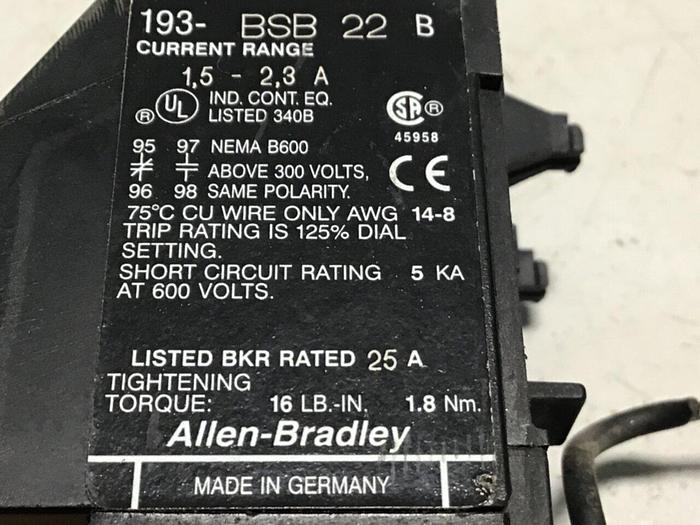 193- BSB 22 B
CURRENT RANGE
1,5 - 2,3 A
® UL IND. CONT. EQ.
LISTED 340B
SA ®
45958
95 97 NEMA B600
ABOVE 300 VOLTS,
96 98 SAME POLARITY.
CE
75°C CU WIRE ONLY AWG 14-8
TRIP RATING IS 125% DIAL
SETTING.
SHORT CIRCUIT RATING 5 KA
AT 600 VOLTS.
LISTED BKR RATED 25 A
TIGHTENING
TORQUE: 16 LB.-IN. 1.8 Nm.
Allen-Bradley
MADE IN GERMANY